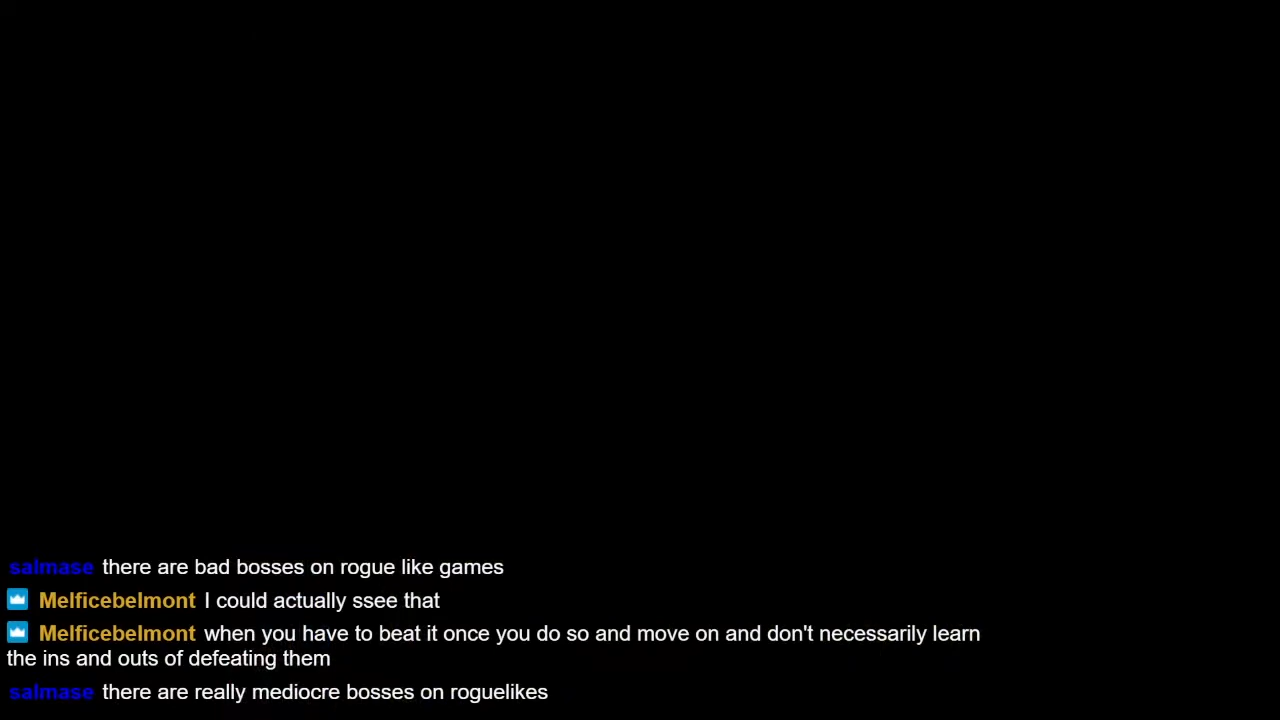 salmase there are bad bosses on rogue like games
Melficebelmont I could actually ssee that
Melficebelmont when you have to beat it once you do so and move on and don't necessarily learn
the ins and outs of defeating them
salmase there are really mediocre bosses on roguelikes